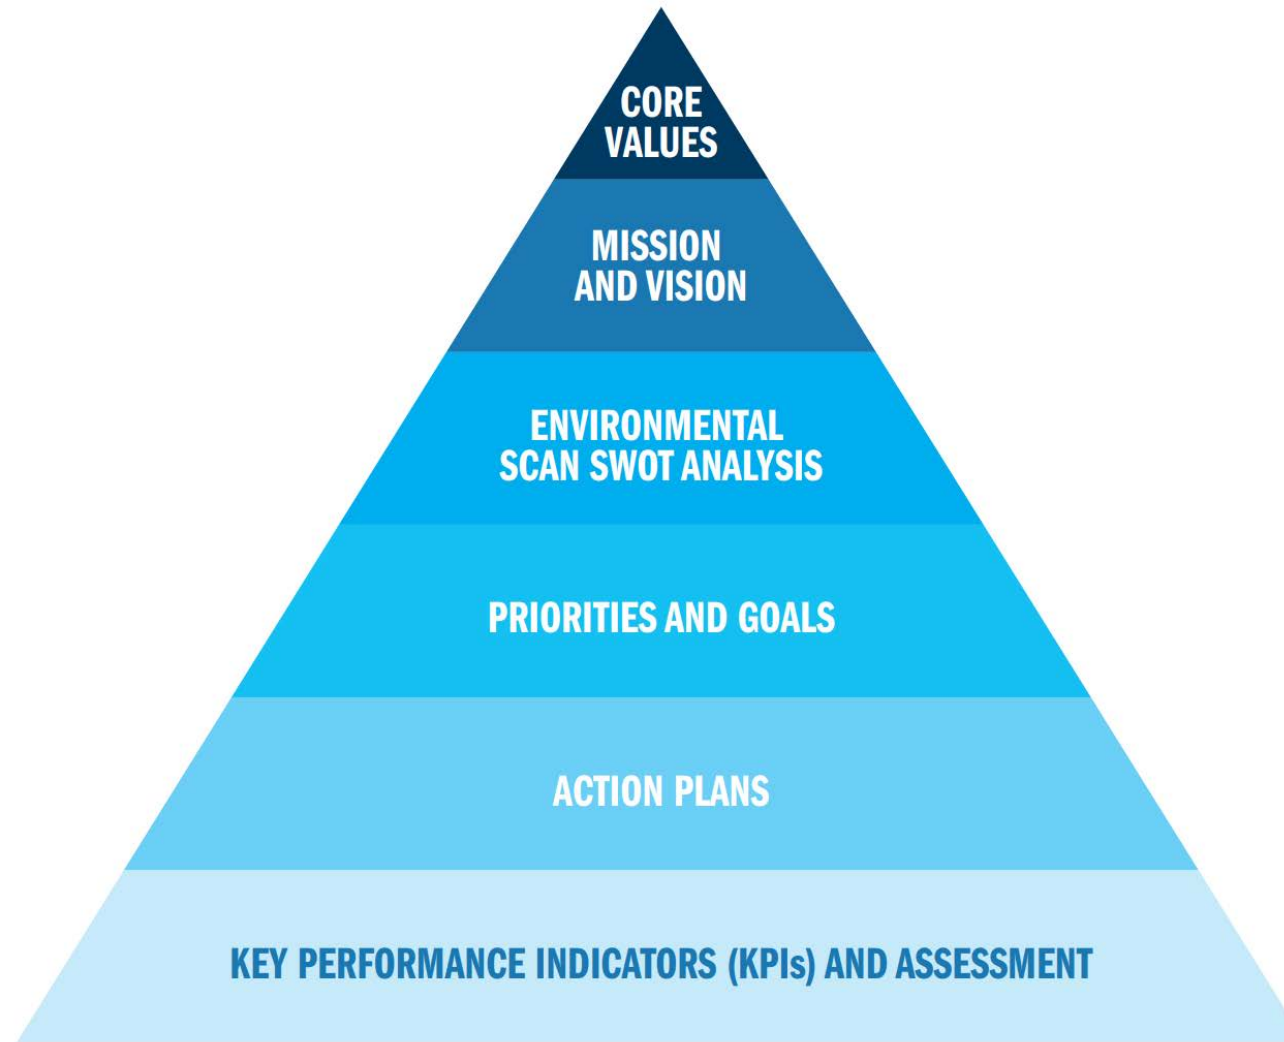 CORE
VALUES
MISSION
AND VISION
ENVIRONMENTAL
SCAN SWOT ANALYSIS
PRIORITIES AND GOALS
ACTION PLANS
KEY PERFORMANCE INDICATORS (KPIs) AND ASSESSMENT